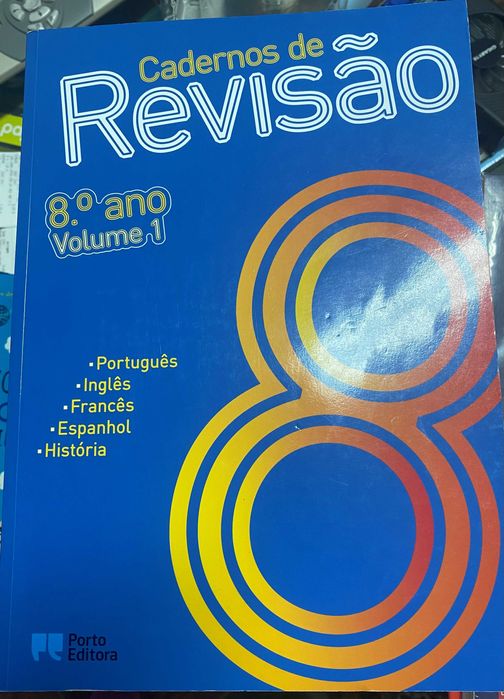 Cadernos de
Revisão
8.º ano
Volume 1
• Português
• Inglês
• Francês
• Espanhol
• História
8
Porto
Editora